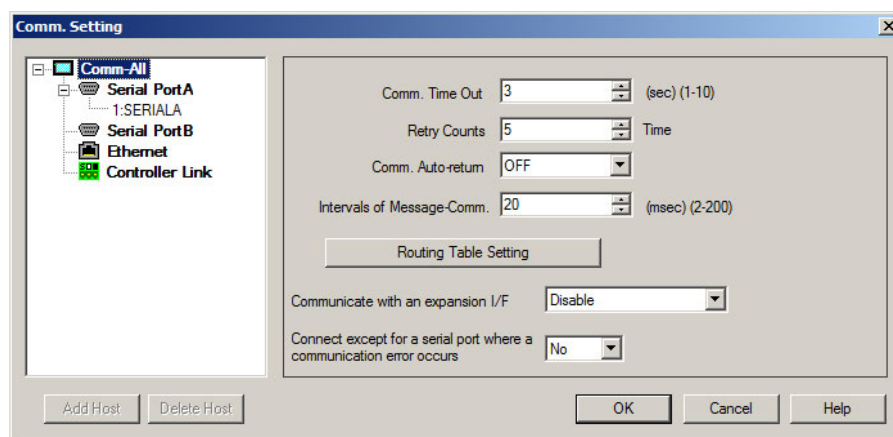 Comm. Setting
Comm-All
Serial PortA
1:SERIALA
Serial PortB
Ethernet
Controller Link
Comm. Time Out 3 (sec) (1-10)
Retry Counts 5 Time
Comm. Auto-return OFF
Intervals of Message-Comm. 20 (msec) (2-200)
Routing Table Setting
Communicate with an expansion I/F Disable
Connect except for a serial port where a
communication error occurs No
Add Host Delete Host OK Cancel Help